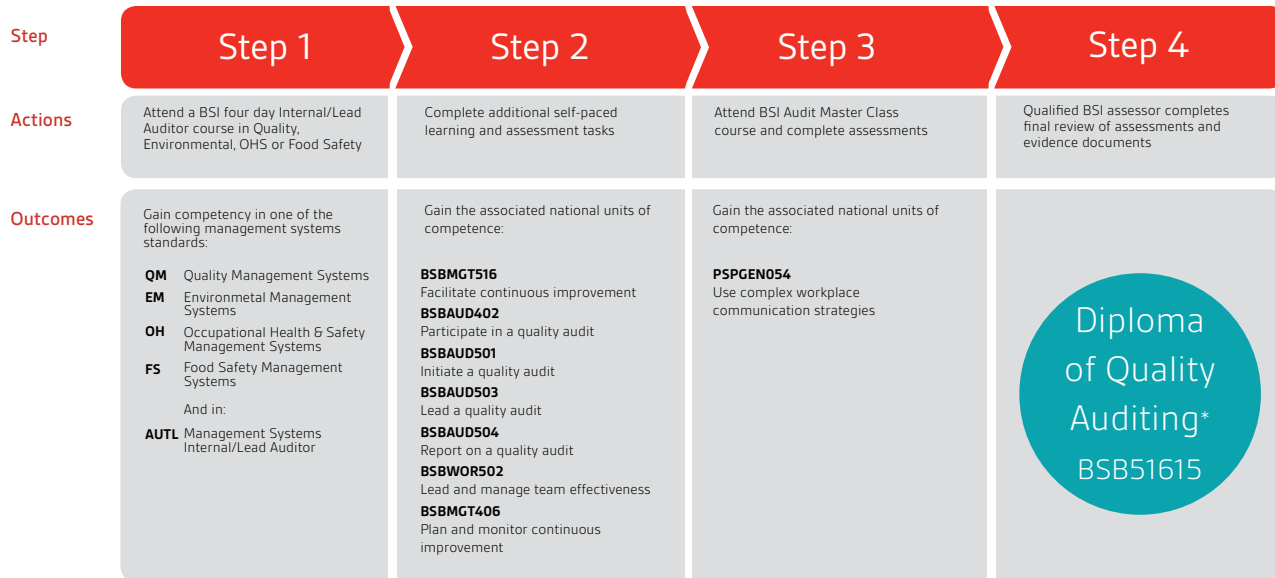 Step
Step 1
Step 2
Step 3
Step 4
Actions
Attend a BSI four day Internal/Lead
Auditor course in Quality,
Environmental, OHS or Food Safety
Complete additional self-paced
learning and assessment tasks
Attend BSI Audit Master Class
course and complete assessments
Qualified BSI assessor completes
final review of assessments and
evidence documents
Outcomes
Gain competency in one of the
following management systems
standards:
QM Quality Management Systems
EM Environmetal Management
Systems
OH Occupational Health & Safety
Management Systems
FS Food Safety Management
Systems
And in:
AUTL Management Systems
Internal/Lead Auditor
Gain the associated national units of
competence:
BSBMGT516
Facilitate continuous improvement
BSBAUD402
Participate in a quality audit
BSBAUD501
Initiate a quality audit
BSBAUD503
Lead a quality audit
BSBAUD504
Report on a quality audit
BSBWOR502
Lead and manage team effectiveness
BSBMGT406
Plan and monitor continuous
improvement
Gain the associated national units of
competence:
PSPGEN054
Use complex workplace
communication strategies
Diploma
of Quality
Auditing*
BSB51615